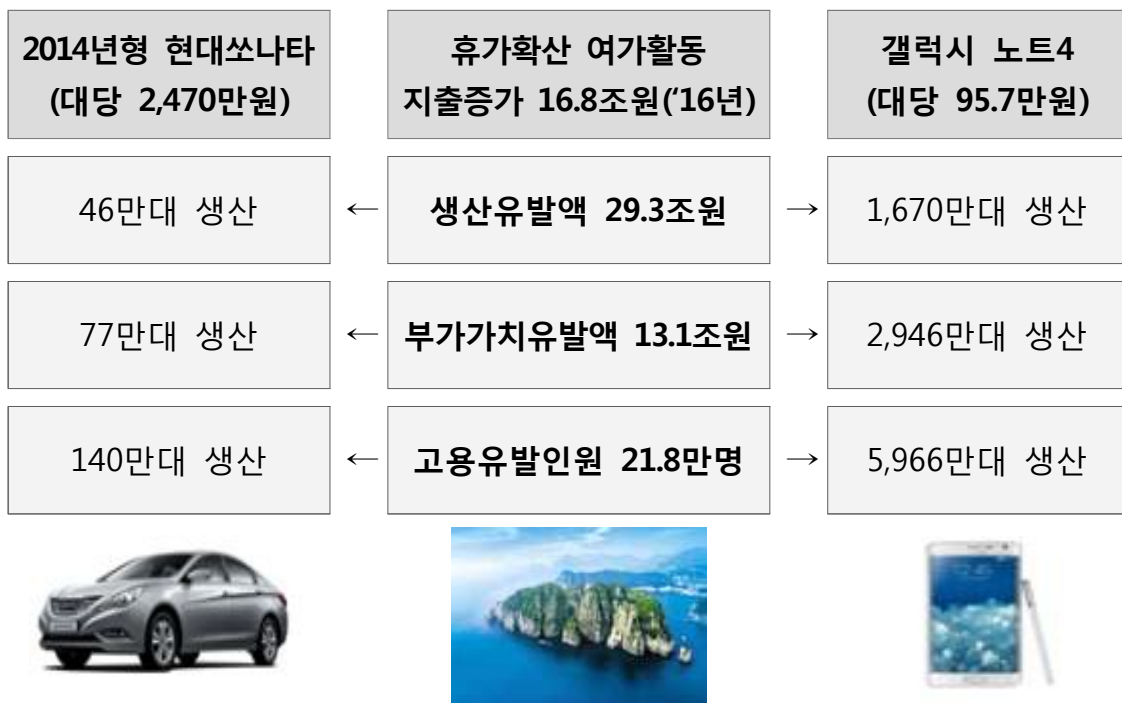 2014년형 현대쏘나타
(대당 2,470만원)
휴가확산 여가활동
지출증가 16.8조원(‘16년)
갤럭시 노트4
(대당 95.7만원)
46만대 생산 ← 생산유발액 29.3조원 → 1,670만대 생산
77만대 생산 ← 부가가치유발액 13.1조원 → 2,946만대 생산
140만대 생산 ← 고용유발인원 21.8만명 → 5,966만대 생산